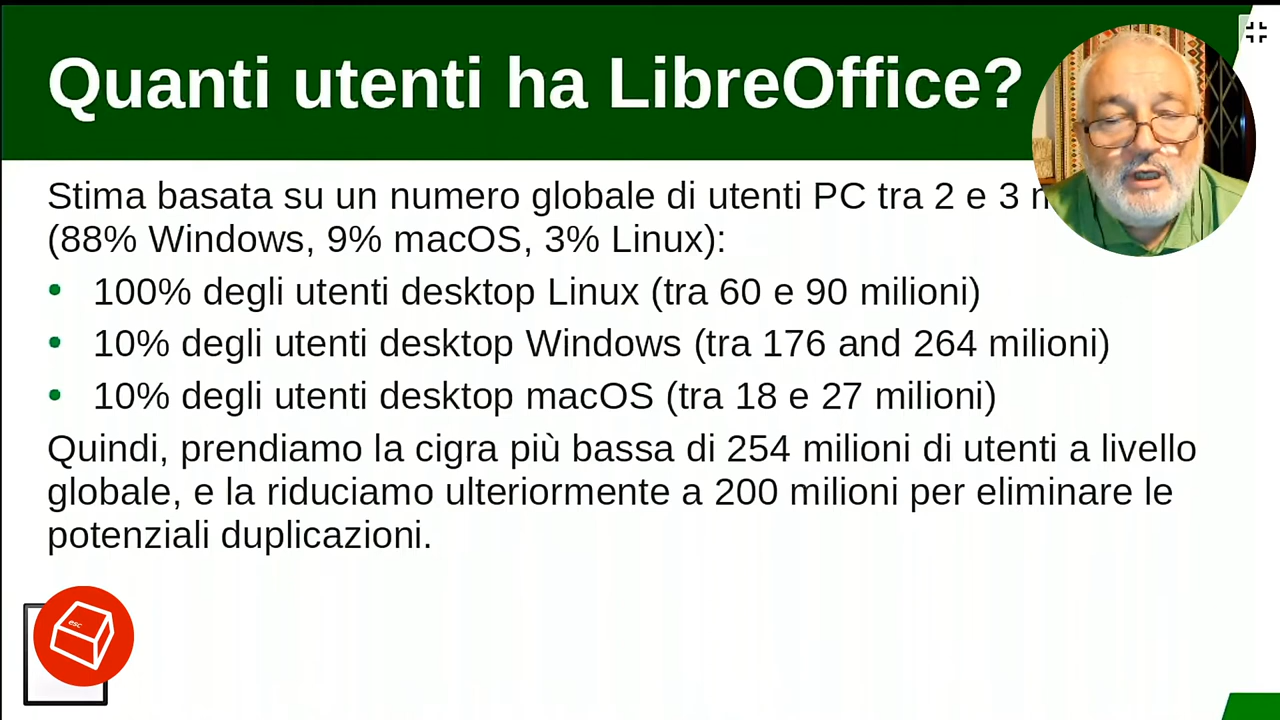 Quanti utenti ha LibreOffice?
Stima basata su un numero globale di utenti PC tra 2 e 3
(88% Windows, 9% macOS, 3% Linux):
• 100% degli utenti desktop Linux (tra 60 e 90 milioni)
• 10% degli utenti desktop Windows (tra 176 and 264 milioni)
• 10% degli utenti desktop macOS (tra 18 e 27 milioni)
Quindi, prendiamo la cigra più bassa di 254 milioni di utenti a livello
globale, e la riduciamo ulteriormente a 200 milioni per eliminare le
potenziali duplicazioni.
esc